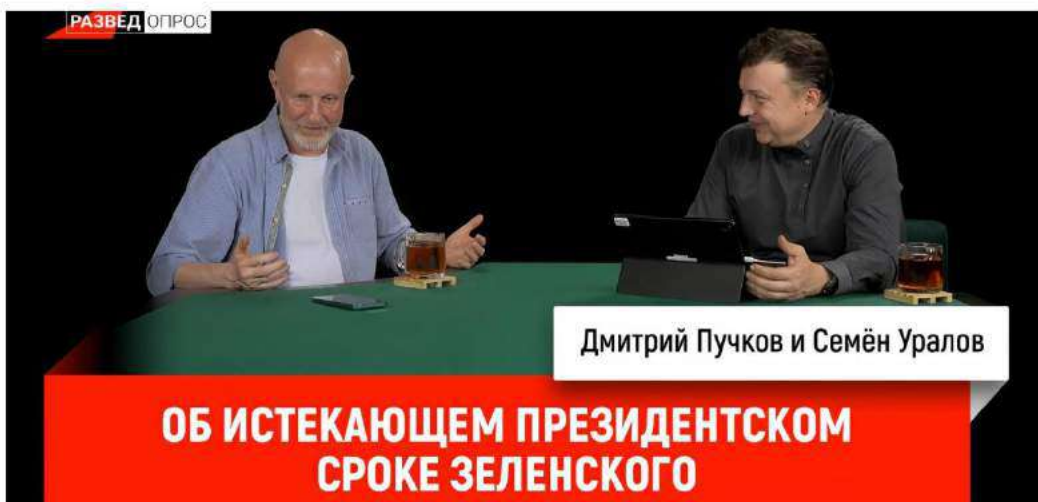 РАЗВЕД ОПРОС
Дмитрий Пучков и Семён Уралов
ОБ ИСТЕКАЮЩЕМ ПРЕЗИДЕНТСКОМ
СРОКЕ ЗЕЛЕНСКОГО